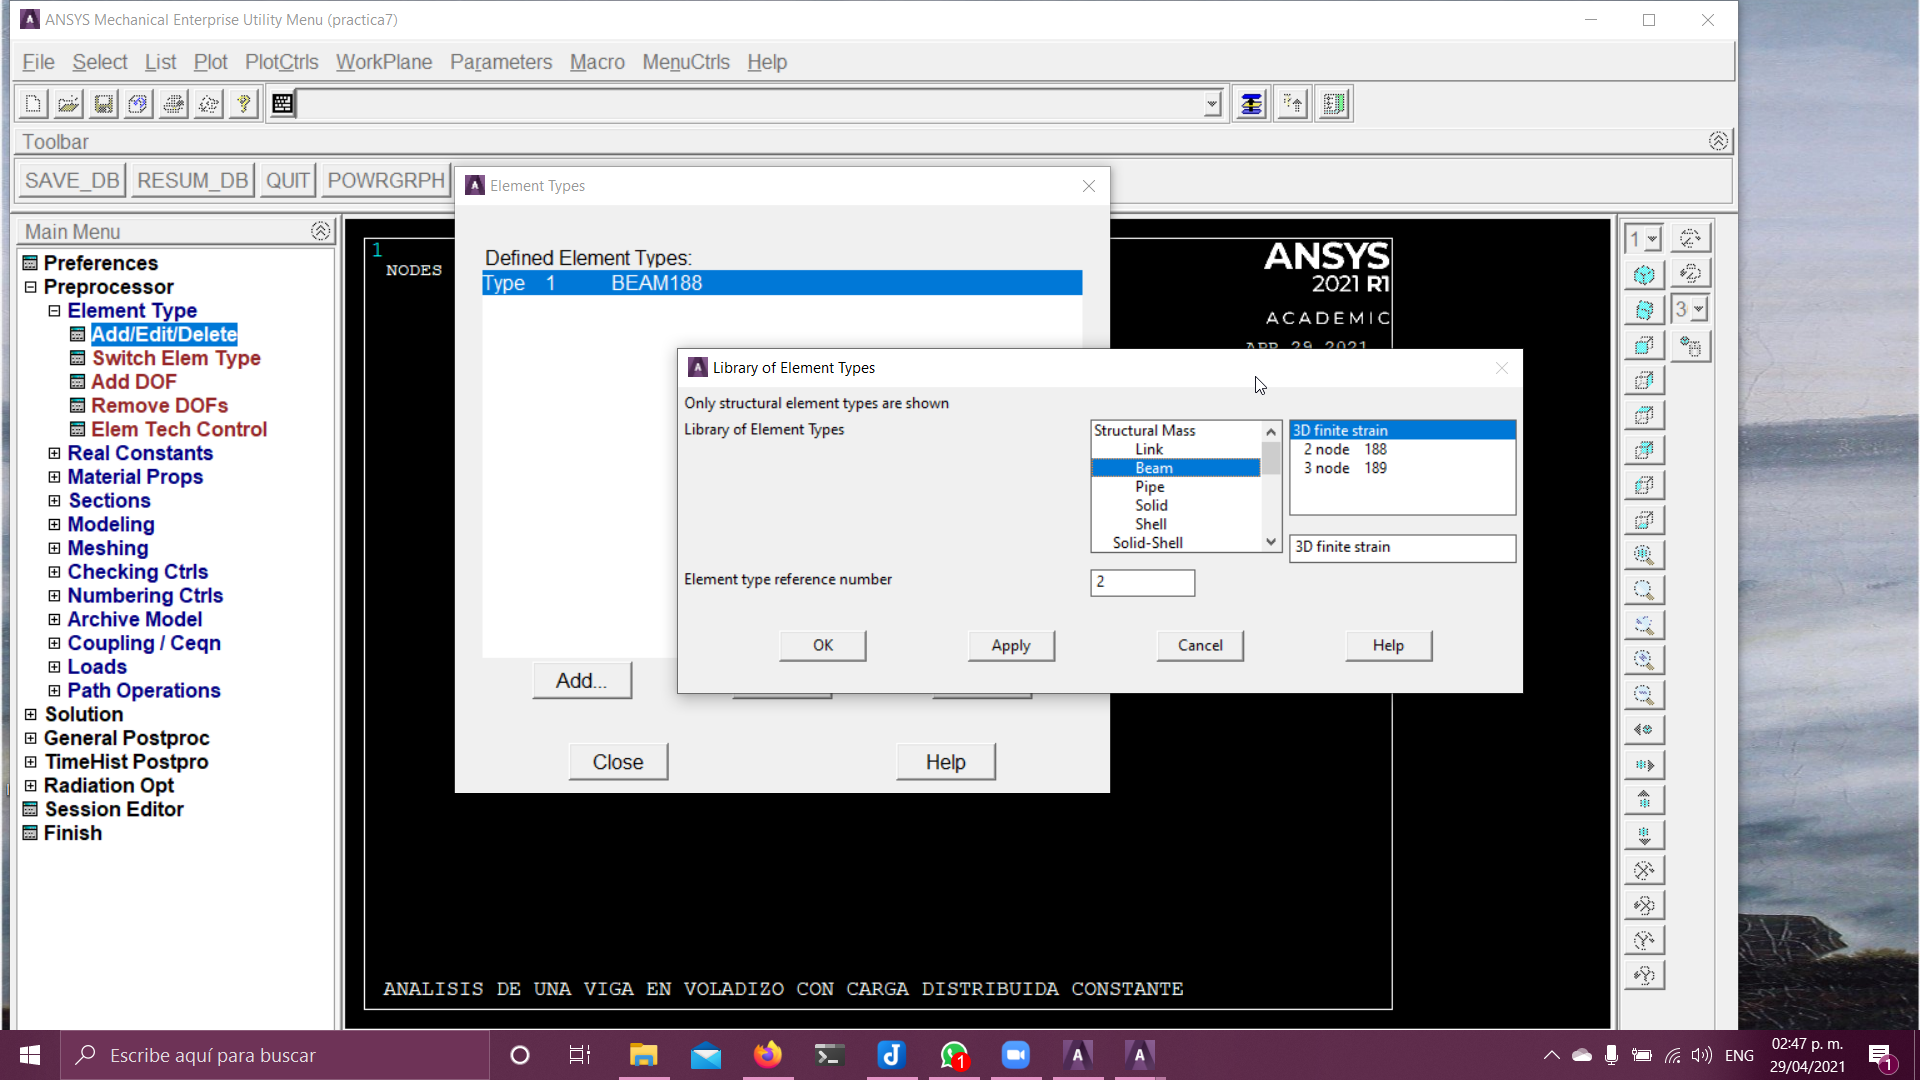 ANSYS Mechanical Enterprise Utility Menu (practica7)
File Select List Plot PlotCtrls WorkPlane Parameters Macro MenuCtrls Help
Toolbar
SAVE_DB RESUM_DB QUIT POWRGRPH
Main Menu
Preferences
Preprocessor
Element Type
Add/Edit/Delete
Switch Elem Type
Add DOF
Remove DOFs
Elem Tech Control
Real Constants
Material Props
Sections
Modeling
Meshing
Checking Ctrls
Numbering Ctrls
Archive Model
Coupling / Ceqn
Loads
Path Operations
Solution
General Postproc
TimeHist Postpro
Radiation Opt
Session Editor
Finish
1
NODES
ANSYS
2021 R1
ACADEMIC
APR 29 2021
Element Types
Defined Element Types:
Type 1 BEAM188
Add...
Close Help
Library of Element Types
Only structural element types are shown
Library of Element Types
Structural Mass
Link
Beam
Pipe
Solid
Shell
Solid-Shell
3D finite strain
2 node 188
3 node 189
3D finite strain
Element type reference number
2
OK Apply Cancel Help
ANALISIS DE UNA VIGA EN VOLADIZO CON CARGA DISTRIBUIDA CONSTANTE
1
3
Escribe aquí para buscar
1
ENG
02:47 p. m.
29/04/2021
1